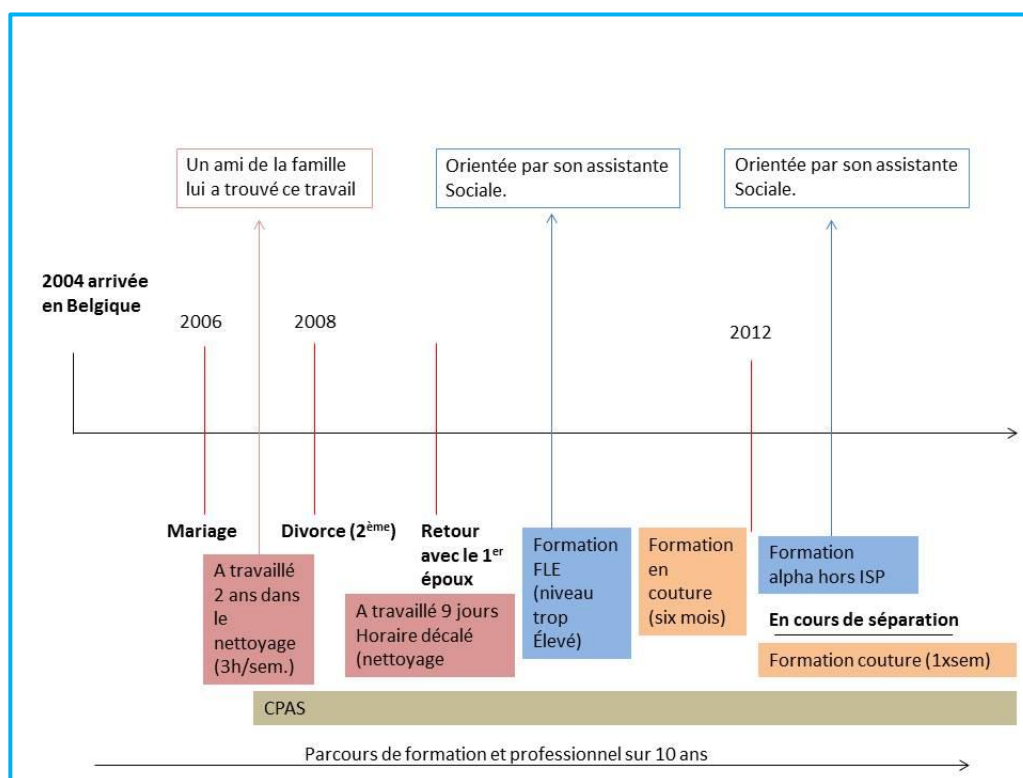 Un ami de la famille
lui a trouvé ce travail
Orientée par son assistante
Sociale.
Orientée par son assistante
Sociale.
2004 arrivée
en Belgique
2006
2008
2012
Mariage
Divorce (2ème)
Retour
avec le 1er
époux
A travaillé
2 ans dans
le
nettoyage
(3h/sem.)
A travaillé 9 jours
Horaire décalé
(nettoyage
Formation
FLE
(niveau
trop
Élevé)
Formation
en
couture
(six mois)
Formation
alpha hors ISP
En cours de séparation
Formation couture (1xsem)
CPAS
Parcours de formation et professionnel sur 10 ans